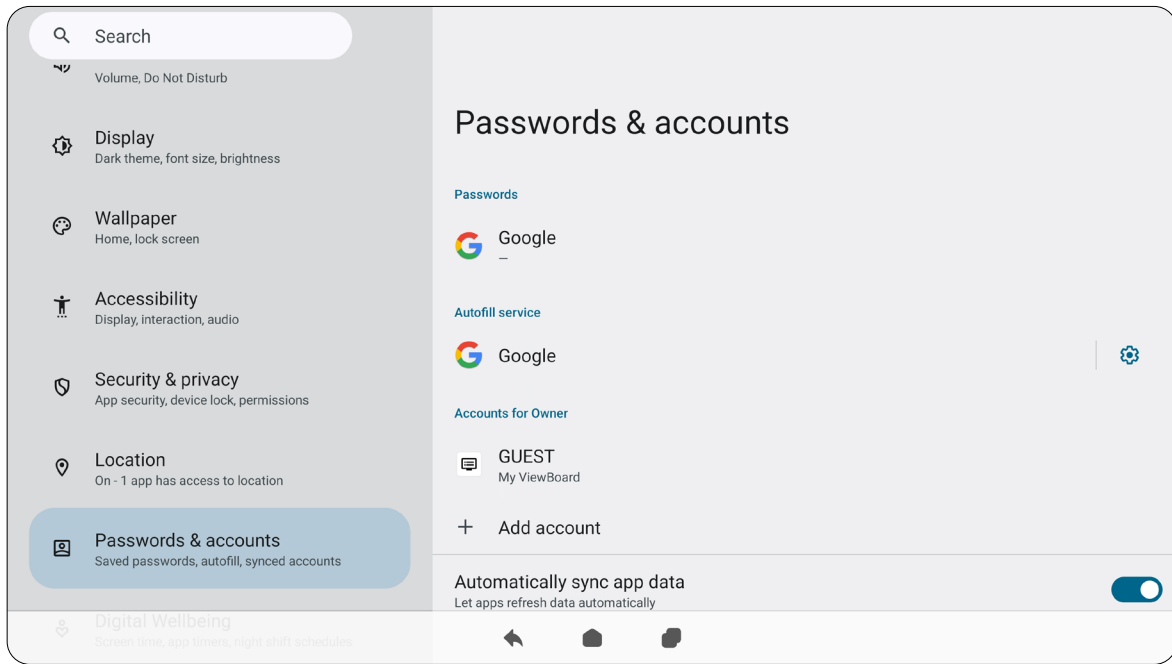 Search
Volume, Do Not Disturb
Display
Dark theme, font size, brightness
Wallpaper
Home, lock screen
Accessibility
Display, interaction, audio
Security & privacy
App security, device lock, permissions
Location
On - 1 app has access to location
Passwords & accounts
Saved passwords, autofill, synced accounts
Digital Wellbeing
Screen time, app timers, night shift schedules
Passwords & accounts
Passwords
Google
–
Autofill service
Google
Accounts for Owner
GUEST
My ViewBoard
Add account
Automatically sync app data
Let apps refresh data automatically